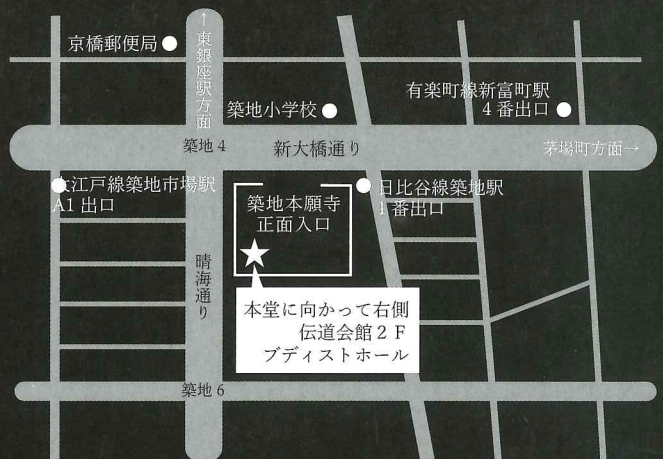 ↑東銀座駅方面
京橋郵便局
有楽町線新富町駅
4番出口
築地小学校
築地4
新大橋通り
茅場町方面→
大江戸線築地市場駅
A1 出口
築地本願寺
正面入口
日比谷線築地駅
1番出口
晴海通り
本堂に向かって右側
伝道会館2F
ブディストホール
築地6